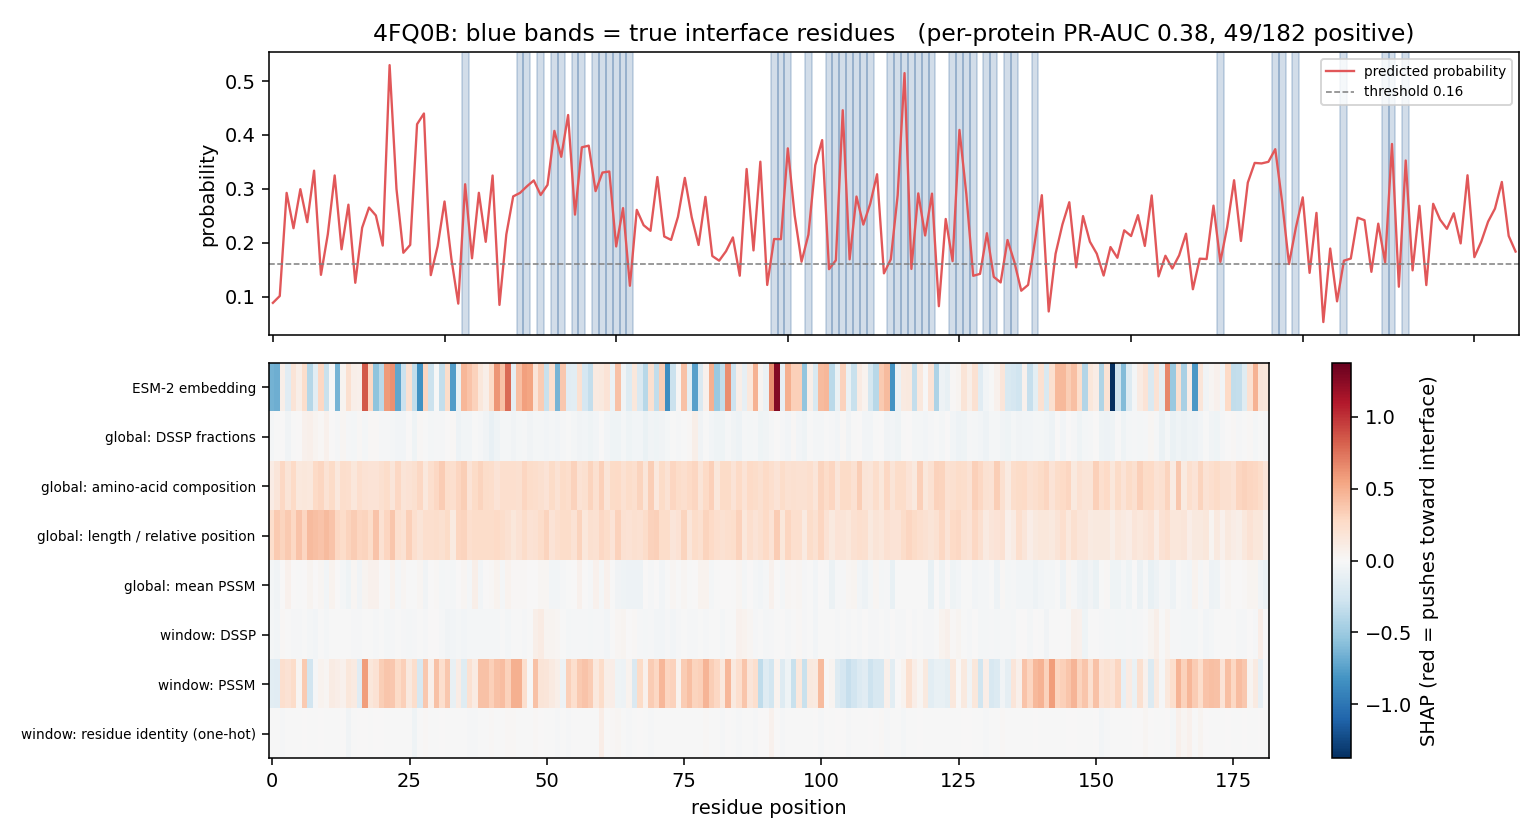 4FQ0B: blue bands = true interface residues   (per-protein PR-AUC 0.38, 49/182 positive)
probability
0.5
0.4
0.3
0.2
0.1
predicted probability
threshold 0.16
ESM-2 embedding
global: DSSP fractions
global: amino-acid composition
global: length / relative position
global: mean PSSM
window: DSSP
window: PSSM
window: residue identity (one-hot)
0 25 50 75 100 125 150 175
residue position
1.0
0.5
0.0
−0.5
−1.0
SHAP (red = pushes toward interface)